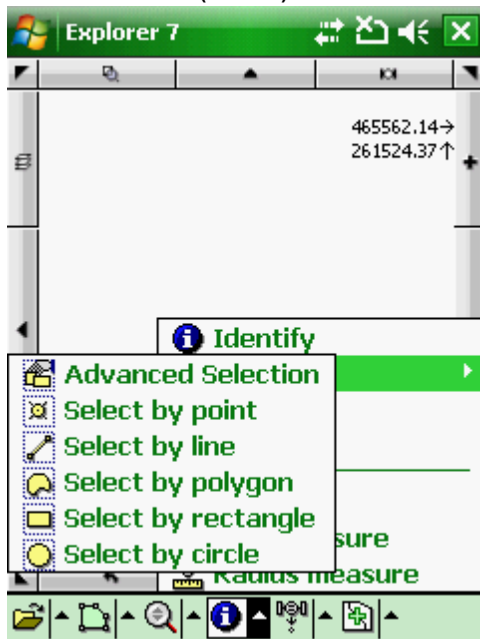 Explorer 7
465562.14→
261524.37↑
Identify
Advanced Selection
Select by point
Select by line
Select by polygon
Select by rectangle
Select by circle
sure
Radius measure